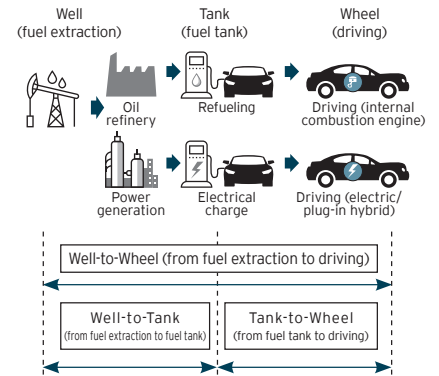 Well
(fuel extraction)
Tank
(fuel tank)
Wheel
(driving)
Oil
refinery
Refueling
Driving (internal
combustion engine)
Power
generation
Electrical
charge
Driving (electric/
plug-in hybrid)
Well-to-Wheel (from fuel extraction to driving)
Well-to-Tank
(from fuel extraction to fuel tank)
Tank-to-Wheel
(from fuel tank to driving)